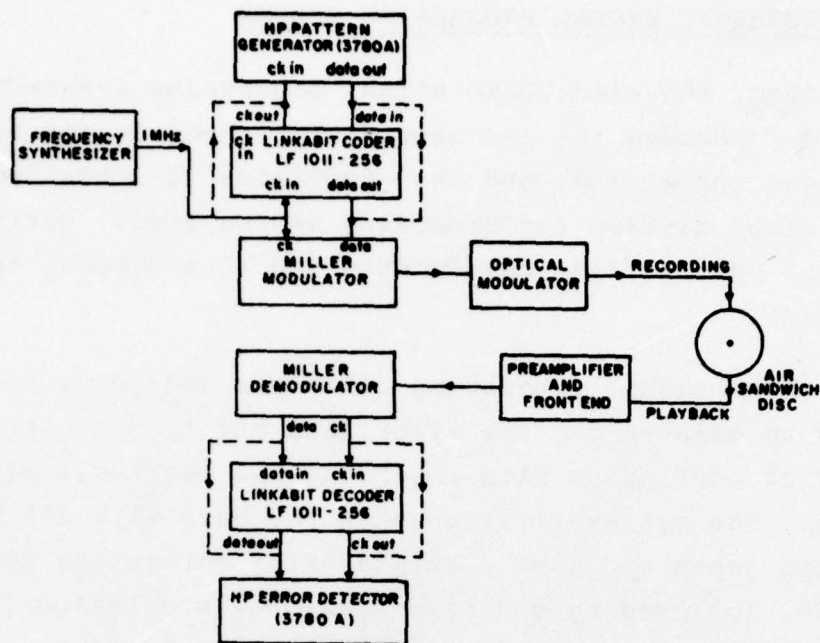 HP PATTERN
GENERATOR (3780A)
ck in data out
ck out data in
FREQUENCY
SYNTHESIZER
1 MHz
ck
in
LINKABIT CODER
LF 1011-256
ck in data out
ck data
MILLER
MODULATOR
OPTICAL
MODULATOR
RECORDING
AIR
SANDWICH
DISC
PLAYBACK
PREAMPLIFIER
AND
FRONT END
MILLER
DEMODULATOR
data ck
data in ck in
LINKABIT DECODER
LF 1011-256
data out ck out
HP ERROR DETECTOR
(3780 A)